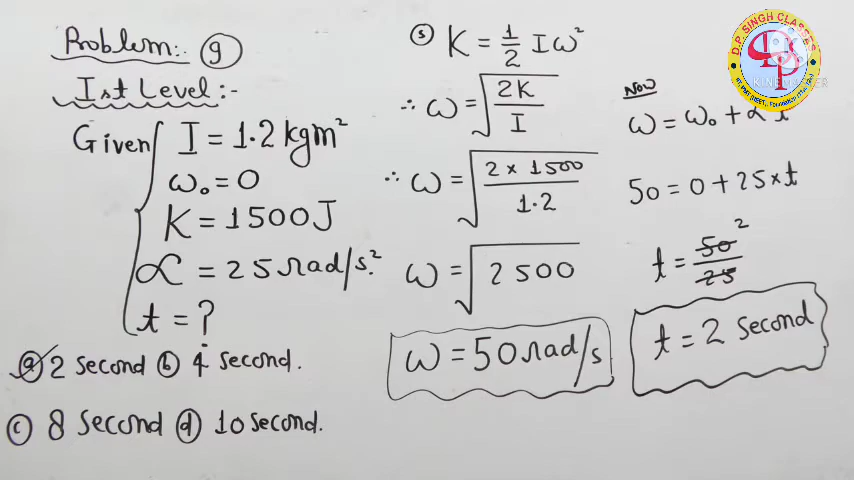 Problem:- 9
Ist Level:-
Given I = 1.2 kgm²
ω₀ = 0
K = 1500J
α = 25 rad/s².
t = ?
(a) 2 second (b) 4 second.
(c) 8 second (d) 10 second.
(s) K = 1/2 Iω²
∴ ω = √(2K/I)
∴ ω = √(2 × 1500/1.2)
ω = √2500
ω = 50 rad/s
Now
ω = ω₀ + α t
50 = 0 + 25 × t
t = 50/25 2
t = 2 second
D.P. SINGH CLASSES
KINEMASTER